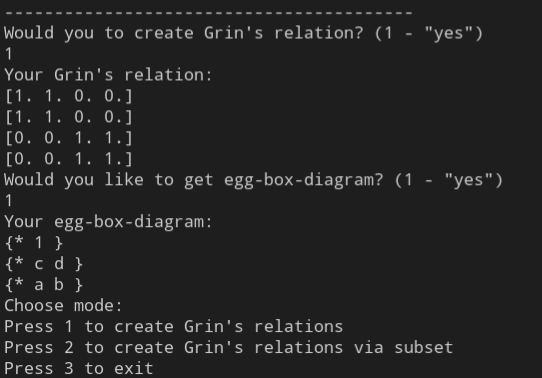 -----------------------------------------
Would you to create Grin's relation? (1 - "yes")
1
Your Grin's relation:
[1. 1. 0. 0.]
[1. 1. 0. 0.]
[0. 0. 1. 1.]
[0. 0. 1. 1.]
Would you like to get egg-box-diagram? (1 - "yes")
1
Your egg-box-diagram:
{* 1 }
{* c d }
{* a b }
Choose mode:
Press 1 to create Grin's relations
Press 2 to create Grin's relations via subset
Press 3 to exit